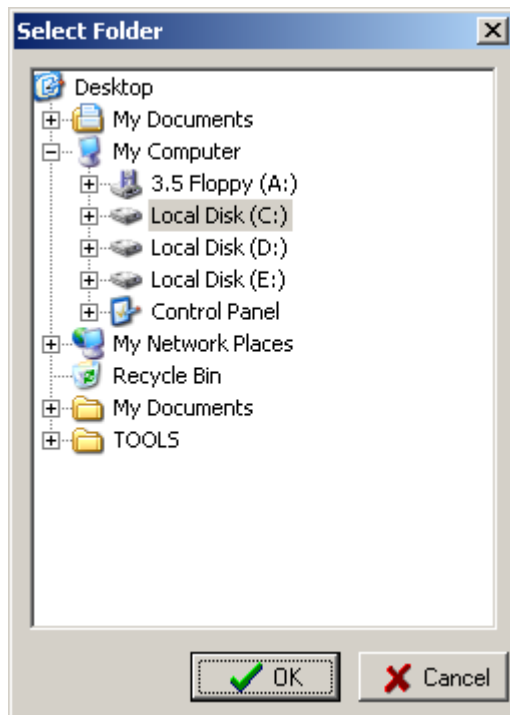 Select Folder
Desktop
My Documents
My Computer
3.5 Floppy (A:)
Local Disk (C:)
Local Disk (D:)
Local Disk (E:)
Control Panel
My Network Places
Recycle Bin
My Documents
TOOLS
OK
Cancel